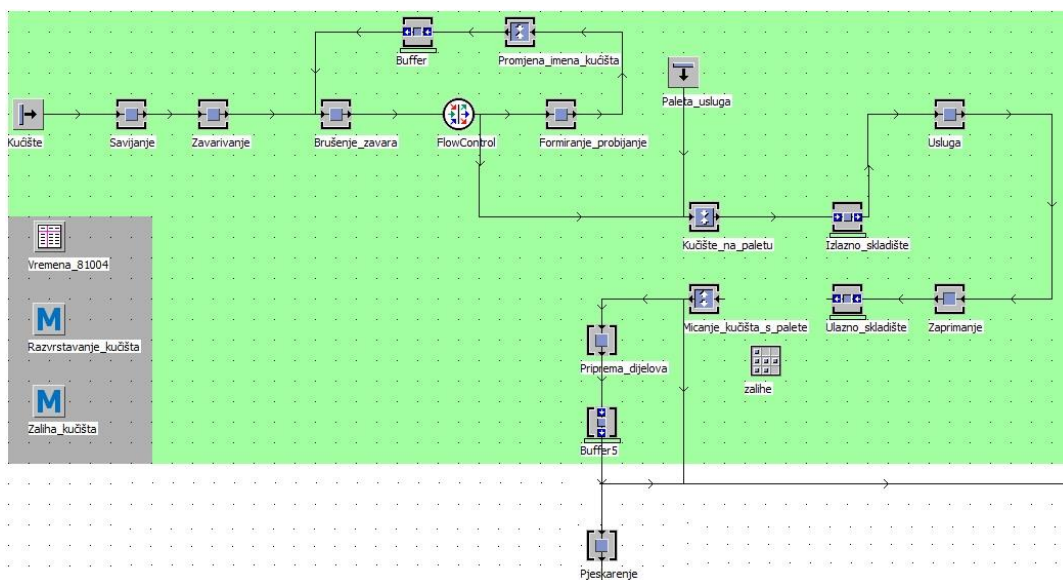 Buffer
Promjena_imena_kućišta
Paleta_usluga
Kućište
Savijanje
Zavarivanje
Brušenje_zavara
FlowControl
Formiranje_probijanje
Usluga
Vremena_81004
Kučište_na_paletu
Izlazno_skladište
M
Razvrstavanje_kućišta
Micanje_kućišta_s_palete
Ulazno_skladište
Zaprimanje
Priprema_dijelova
zalihe
M
Zaliha_kućišta
Buffer5
Pjeskarenje